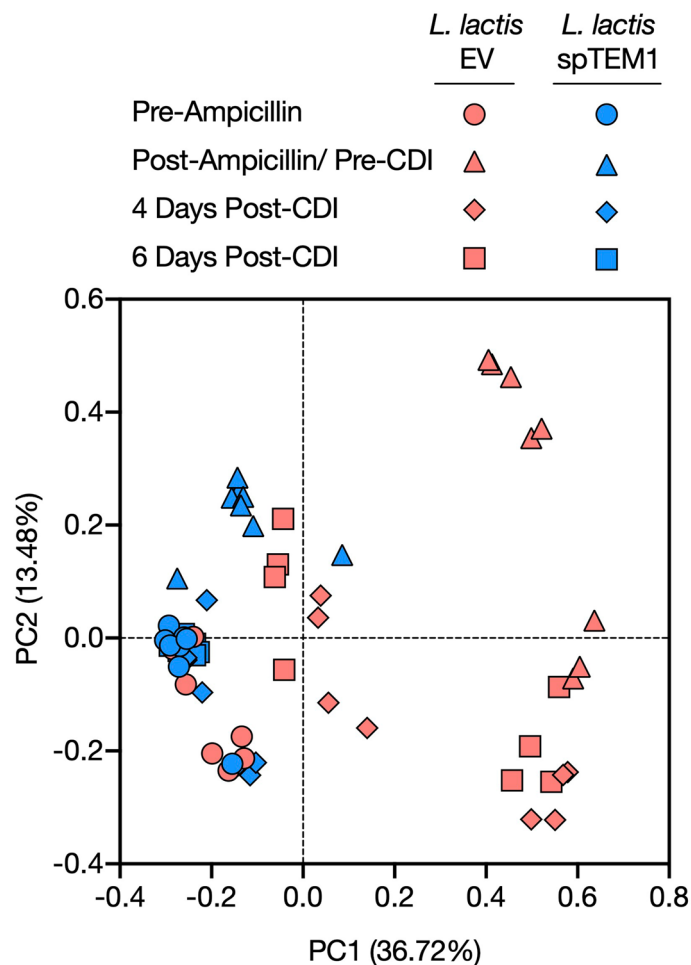 L. lactis L. lactis
EV spTEM1
Pre-Ampicillin
Post-Ampicillin/ Pre-CDI
4 Days Post-CDI
6 Days Post-CDI
0.6
0.4
0.2
0.0
-0.2
-0.4
PC2 (13.48%)
-0.4 -0.2 0.0 0.2 0.4 0.6 0.8
PC1 (36.72%)